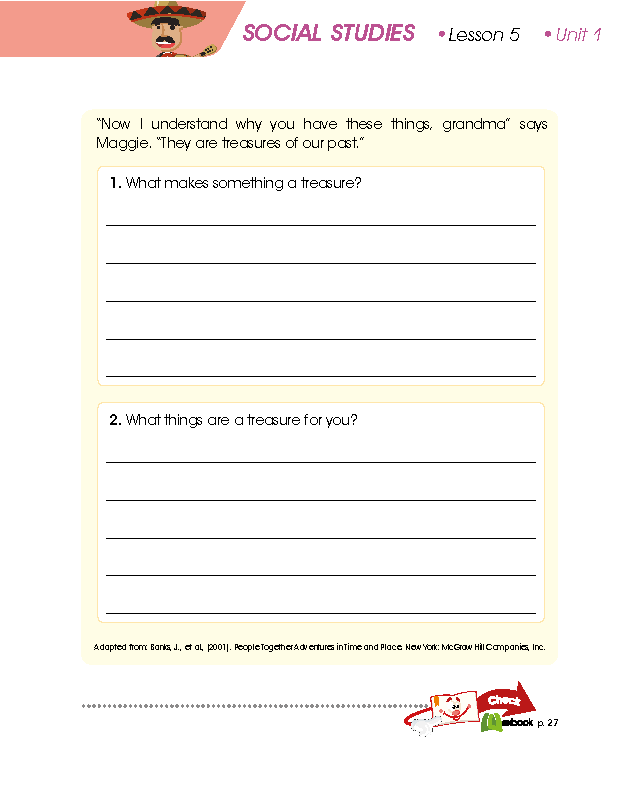 SOCIAL STUDIES • Lesson 5 • Unit 1
“Now I understand why you have these things, grandma” says
Maggie. “They are treasures of our past.”
1. What makes something a treasure?
2. What things are a treasure for you?
Adapted from: Banks, J., et al., (2001). People Together Adventures in Time and Place. New York: McGraw Hill Companies, Inc.
Check
p. 27